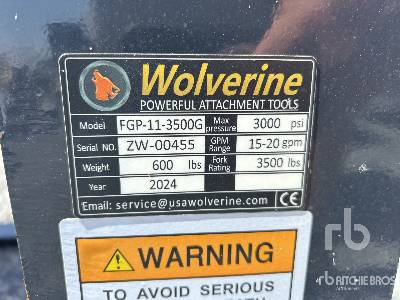 Wolverine
POWERFUL ATTACHMENT TOOLS
Model FGP-11-3500G Max pressure 3000 psi
Serial NO. ZW-00455 GPM Range 15-20 gpm
Weight 600 lbs Fork Rating 3500 lbs
Year 2024
Email: service@usawolverine.com CE
WARNING
TO AVOID SERIOUS
rb
RITCHIE BROS